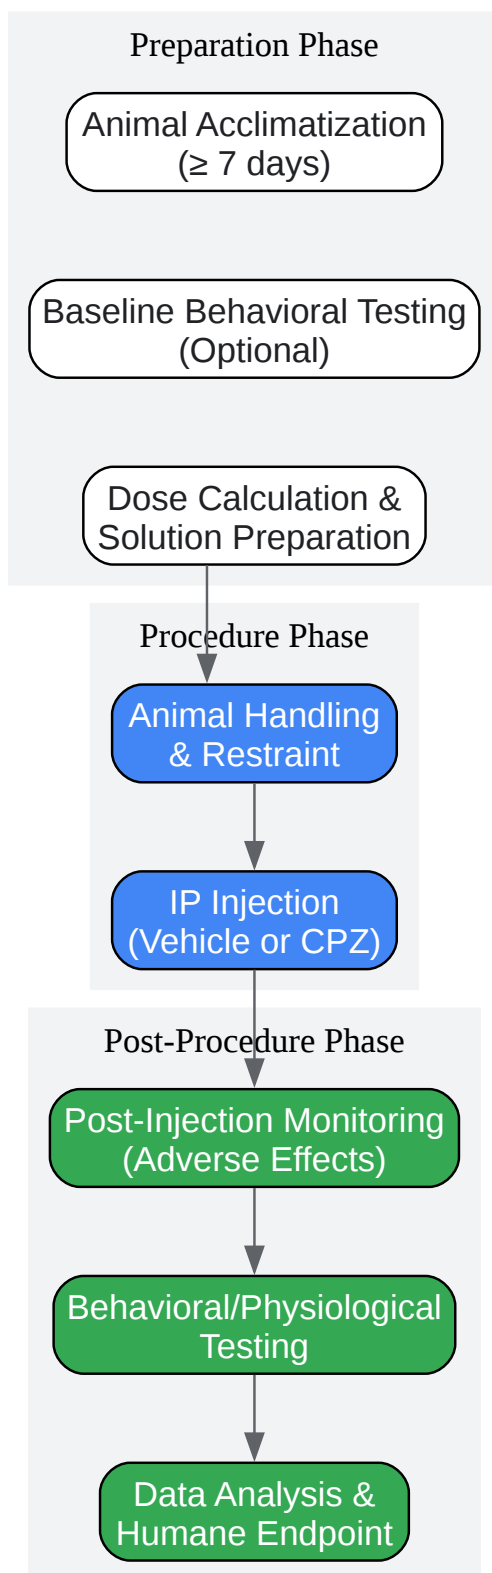 Preparation Phase
Animal Acclimatization
(≥ 7 days)
Baseline Behavioral Testing
(Optional)
Dose Calculation &
Solution Preparation
Procedure Phase
Animal Handling
& Restraint
IP Injection
(Vehicle or CPZ)
Post-Procedure Phase
Post-Injection Monitoring
(Adverse Effects)
Behavioral/Physiological
Testing
Data Analysis &
Humane Endpoint